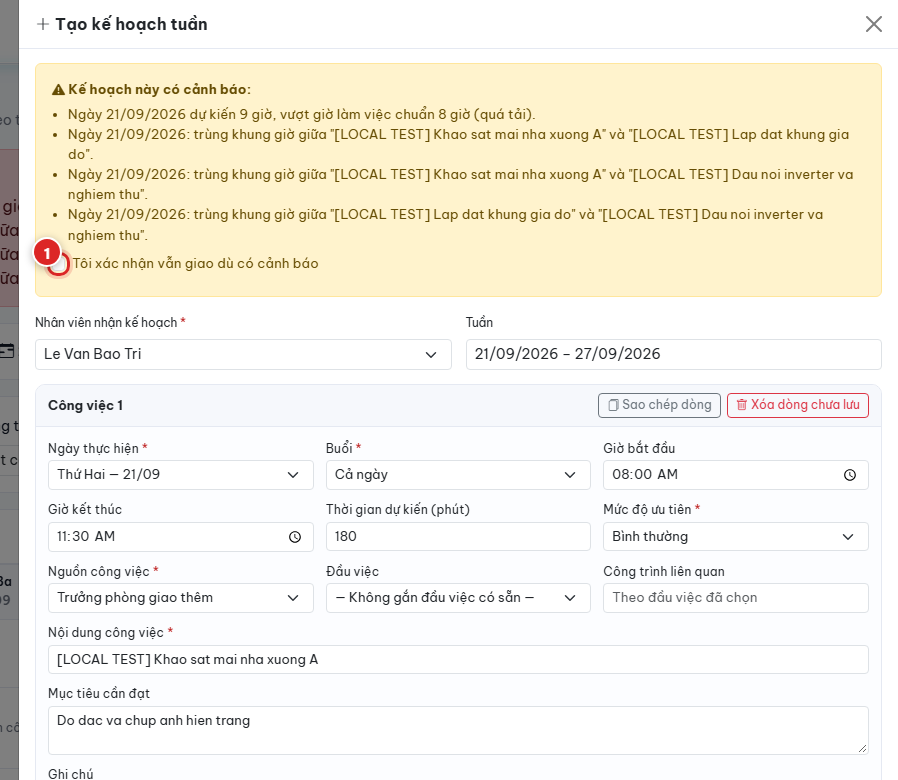 Tạo kế hoạch tuần
Kế hoạch này có cảnh báo:
Ngày 21/09/2026 dự kiến 9 giờ, vượt giờ làm việc chuẩn 8 giờ (quá tải).
Ngày 21/09/2026: trùng khung giờ giữa "[LOCAL TEST] Khao sat mai nha xuong A" và "[LOCAL TEST] Lap dat khung gia
do".
Ngày 21/09/2026: trùng khung giờ giữa "[LOCAL TEST] Khao sat mai nha xuong A" và "[LOCAL TEST] Dau noi inverter va
nghiem thu".
Ngày 21/09/2026: trùng khung giờ giữa "[LOCAL TEST] Lap dat khung gia do" và "[LOCAL TEST] Dau noi inverter va
nghiem thu".
1
Tôi xác nhận vẫn giao dù có cảnh báo
Nhân viên nhận kế hoạch * Tuần
Le Van Bao Tri 21/09/2026 – 27/09/2026
Công việc 1 Sao chép dòng Xóa dòng chưa lưu
Ngày thực hiện * Buổi * Giờ bắt đầu
Thứ Hai — 21/09 Cả ngày 08:00 AM
Giờ kết thúc Thời gian dự kiến (phút) Mức độ ưu tiên *
11:30 AM 180 Bình thường
Nguồn công việc * Đầu việc Công trình liên quan
Trưởng phòng giao thêm — Không gắn đầu việc có sẵn — Theo đầu việc đã chọn
Nội dung công việc *
[LOCAL TEST] Khao sat mai nha xuong A
Mục tiêu cần đạt
Do dac va chup anh hien trang
Ghi chú